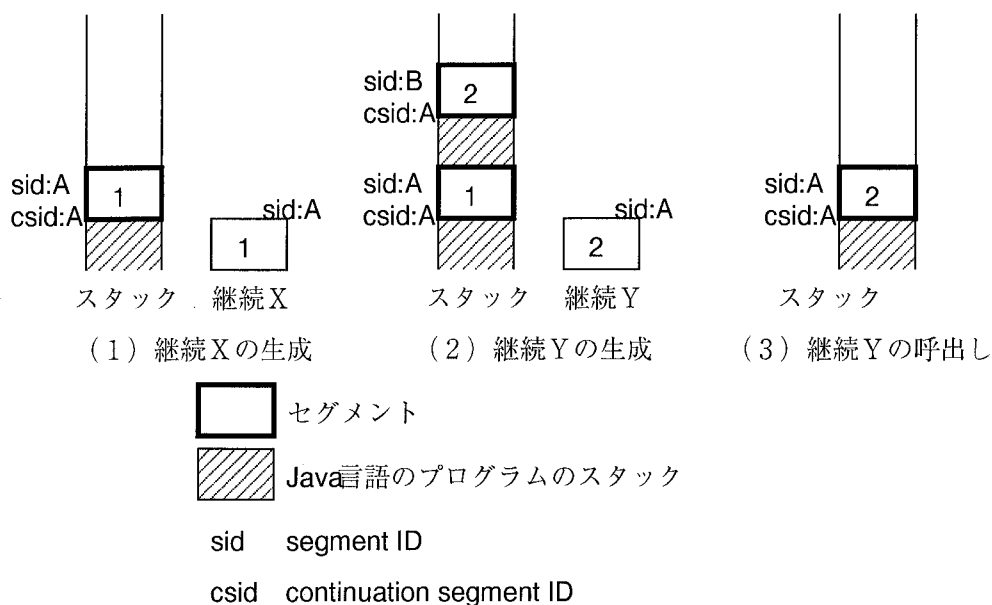 sid:A
csid:A
1
sid:A
1
スタック
継続X
(1) 継続Xの生成
sid:B
csid:A
2
sid:A
csid:A
1
sid:A
2
スタック
継続Y
(2) 継続Yの生成
sid:A
csid:A
2
スタック
(3) 継続Yの呼出し
セグメント
Java言語のプログラムのスタック
sid segment ID
csid continuation segment ID